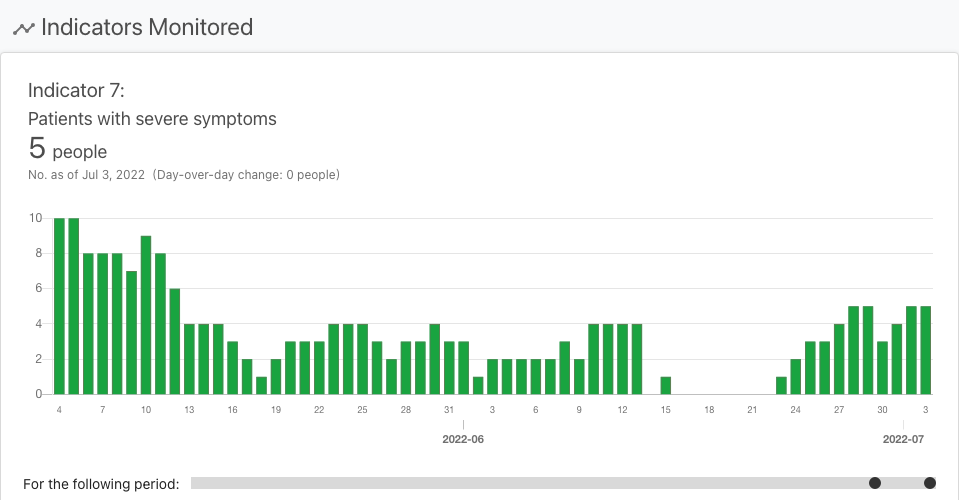 Indicators Monitored
Indicator 7:
Patients with severe symptoms
5 people
No. as of Jul 3, 2022 (Day-over-day change: 0 people)
10
8
6
4
2
0
4 7 10 13 16 19 22 25 28 31 3 6 9 12 15 18 21 24 27 30 3
2022-06 2022-07
For the following period: